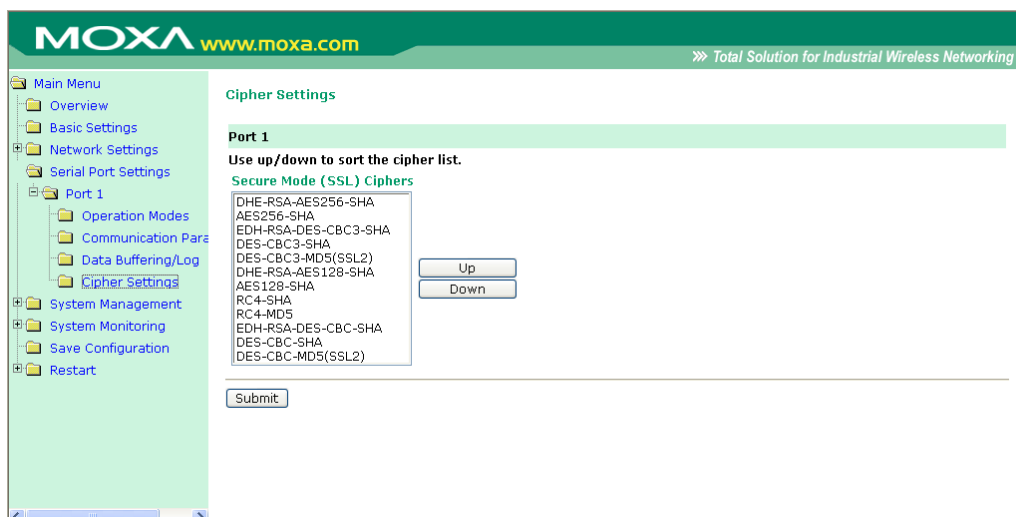 MOXA www.moxa.com
Total Solution for Industrial Wireless Networking
Main Menu
Overview
Basic Settings
Network Settings
Serial Port Settings
Port 1
Operation Modes
Communication Para
Data Buffering/Log
Cipher Settings
System Management
System Monitoring
Save Configuration
Restart
Cipher Settings
Port 1
Use up/down to sort the cipher list.
Secure Mode (SSL) Ciphers
DHE-RSA-AES256-SHA
AES256-SHA
EDH-RSA-DES-CBC3-SHA
DES-CBC3-SHA
DES-CBC3-MD5(SSL2)
DHE-RSA-AES128-SHA
AES128-SHA
RC4-SHA
RC4-MD5
EDH-RSA-DES-CBC-SHA
DES-CBC-SHA
DES-CBC-MD5(SSL2)
Up
Down
Submit